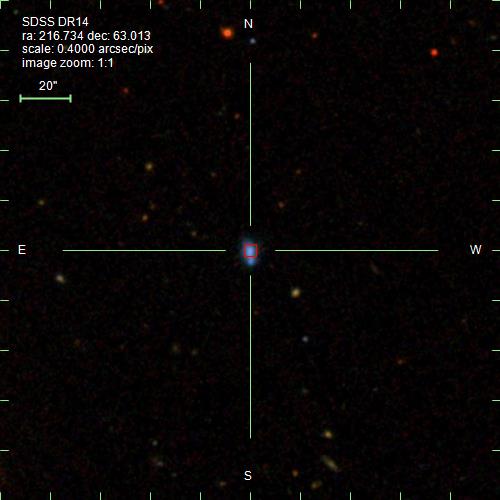 SDSS DR14
ra: 216.734 dec: 63.013
scale: 0.4000 arcsec/pix
image zoom: 1:1
20"
N
E
W
S